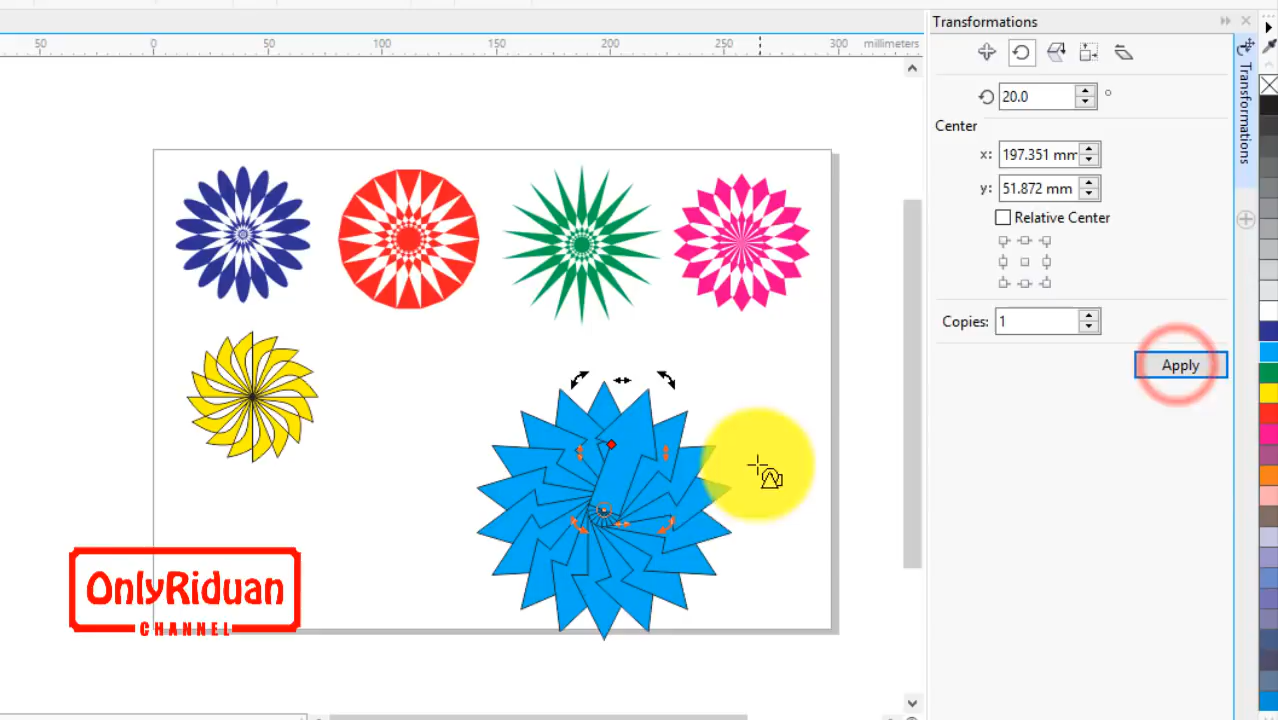 Transformations
50 0 50 100 150 200 250 300 millimeters
20.0 °
Center
x: 197.351 mm
y: 51.872 mm
Relative Center
Copies: 1
Apply
Transformations
OnlyRiduan
CHANNEL